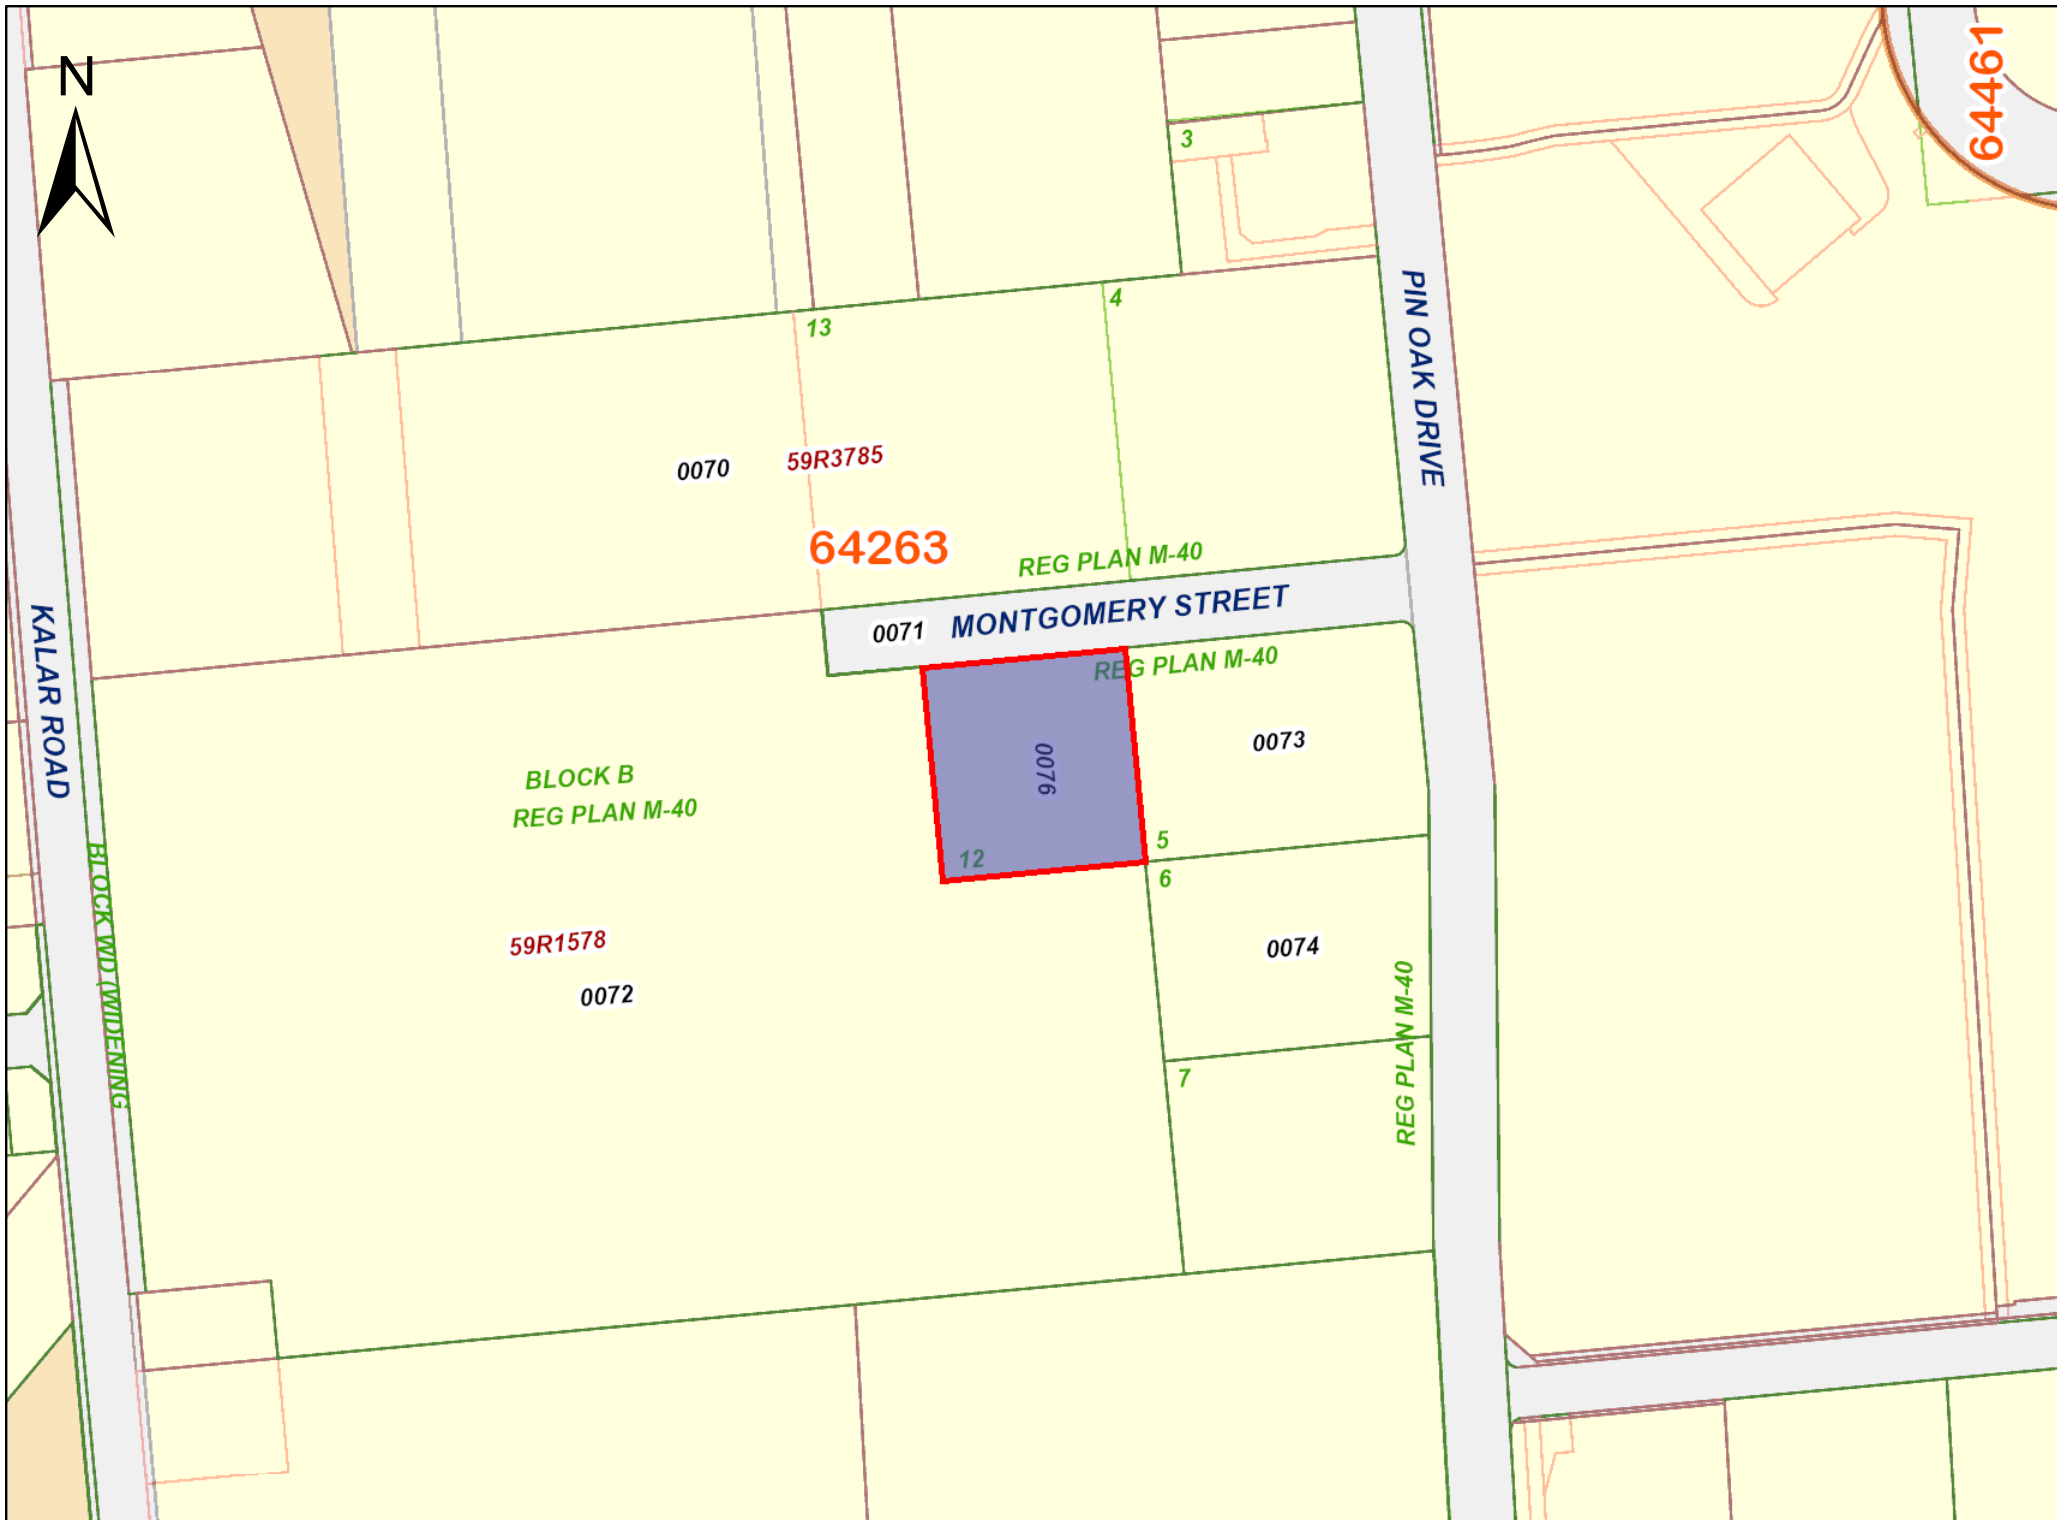 64461
N
3
4
13
PIN OAK DRIVE
0070
59R3785
64263
REG PLAN M-40
MONTGOMERY STREET
0071
REG PLAN M-40
KALAR ROAD
0076
0073
BLOCK B
REG PLAN M-40
5
12
6
BLOCK WD (WIDENING
59R1578
0074
0072
REG PLAN M-40
7